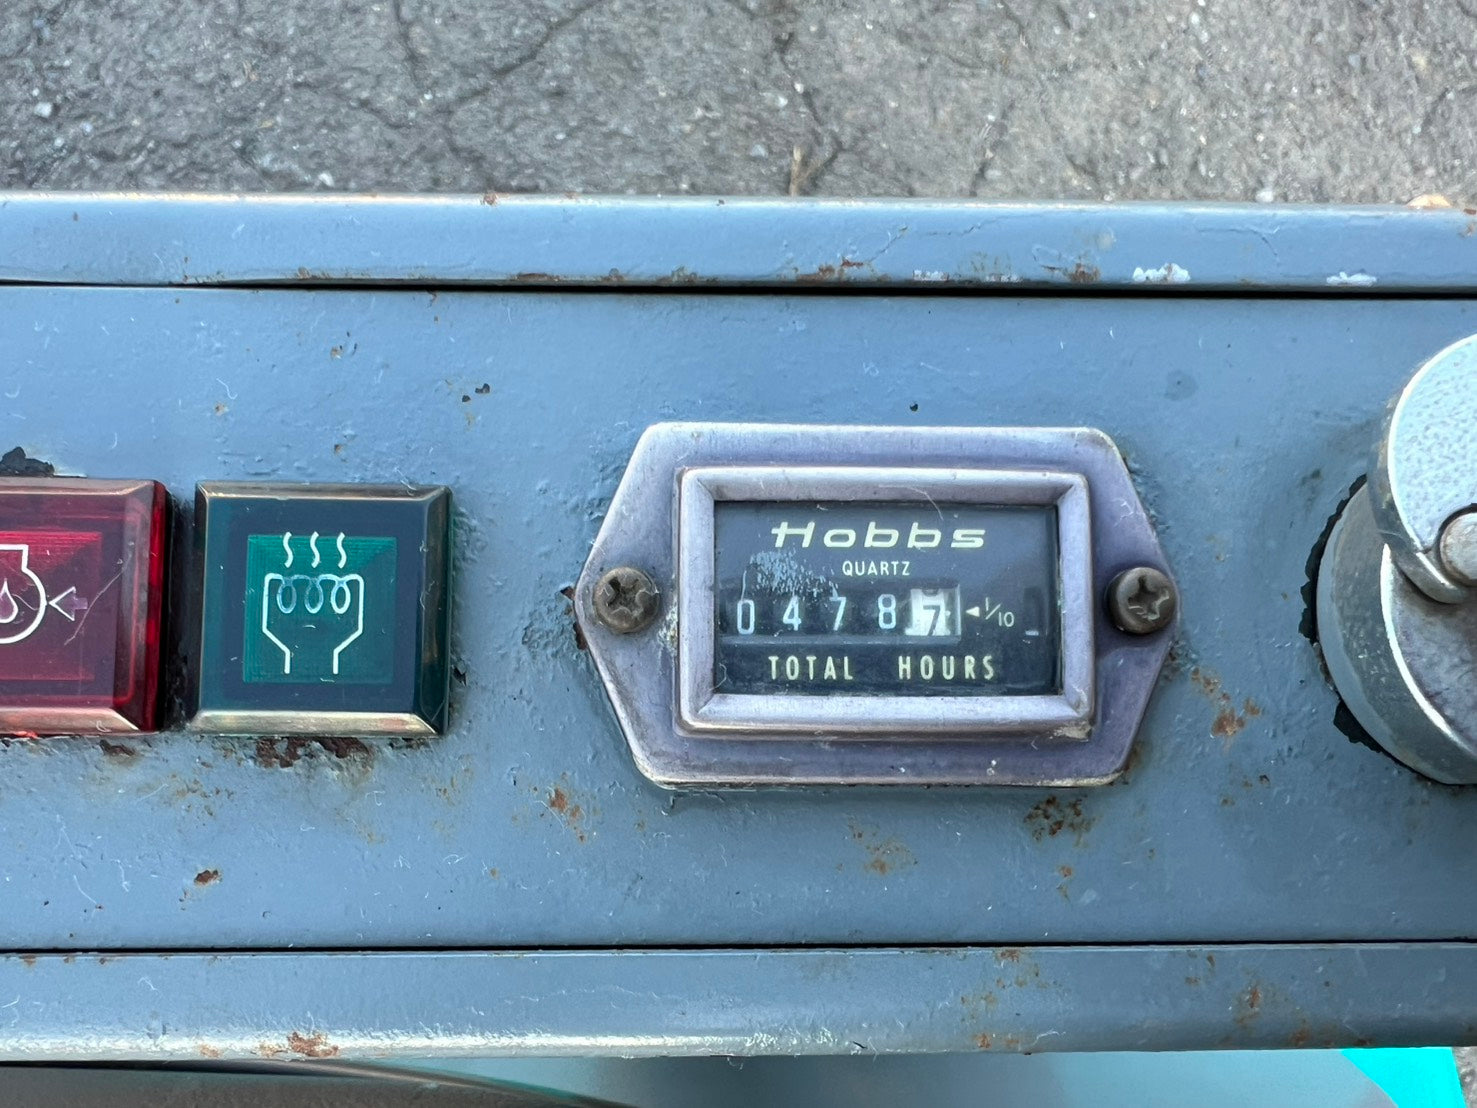 Hobbs
QUARTZ
0 4 7 8 7 ◄ 1/10
TOTAL HOURS